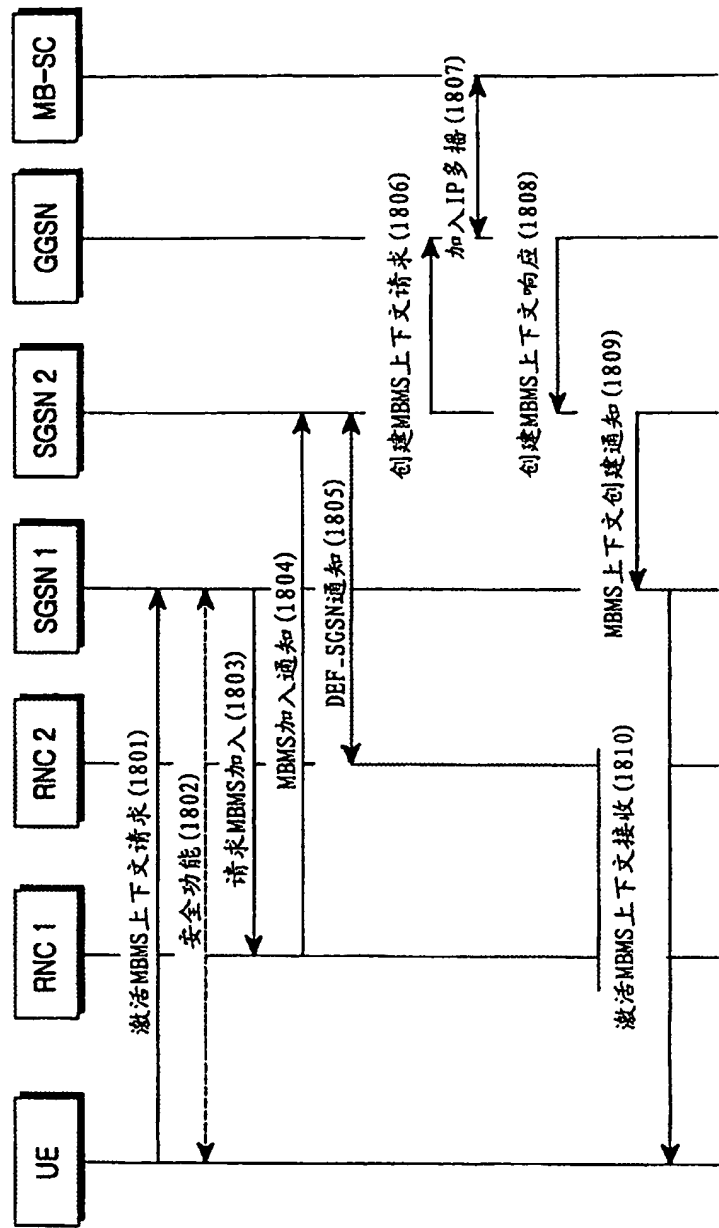 UE
RNC 1
RNC 2
SGSN 1
SGSN 2
GGSN
MB-SC
激活MBMS上下文请求(1801)
安全功能(1802)
请求MBMS加入(1803)
MBMS加入通知(1804)
DEF_SGSN通知(1805)
创建MBMS上下文请求(1806)
加入IP多播(1807)
创建MBMS上下文响应(1808)
MBMS上下文创建通知(1809)
激活MBMS上下文接收(1810)